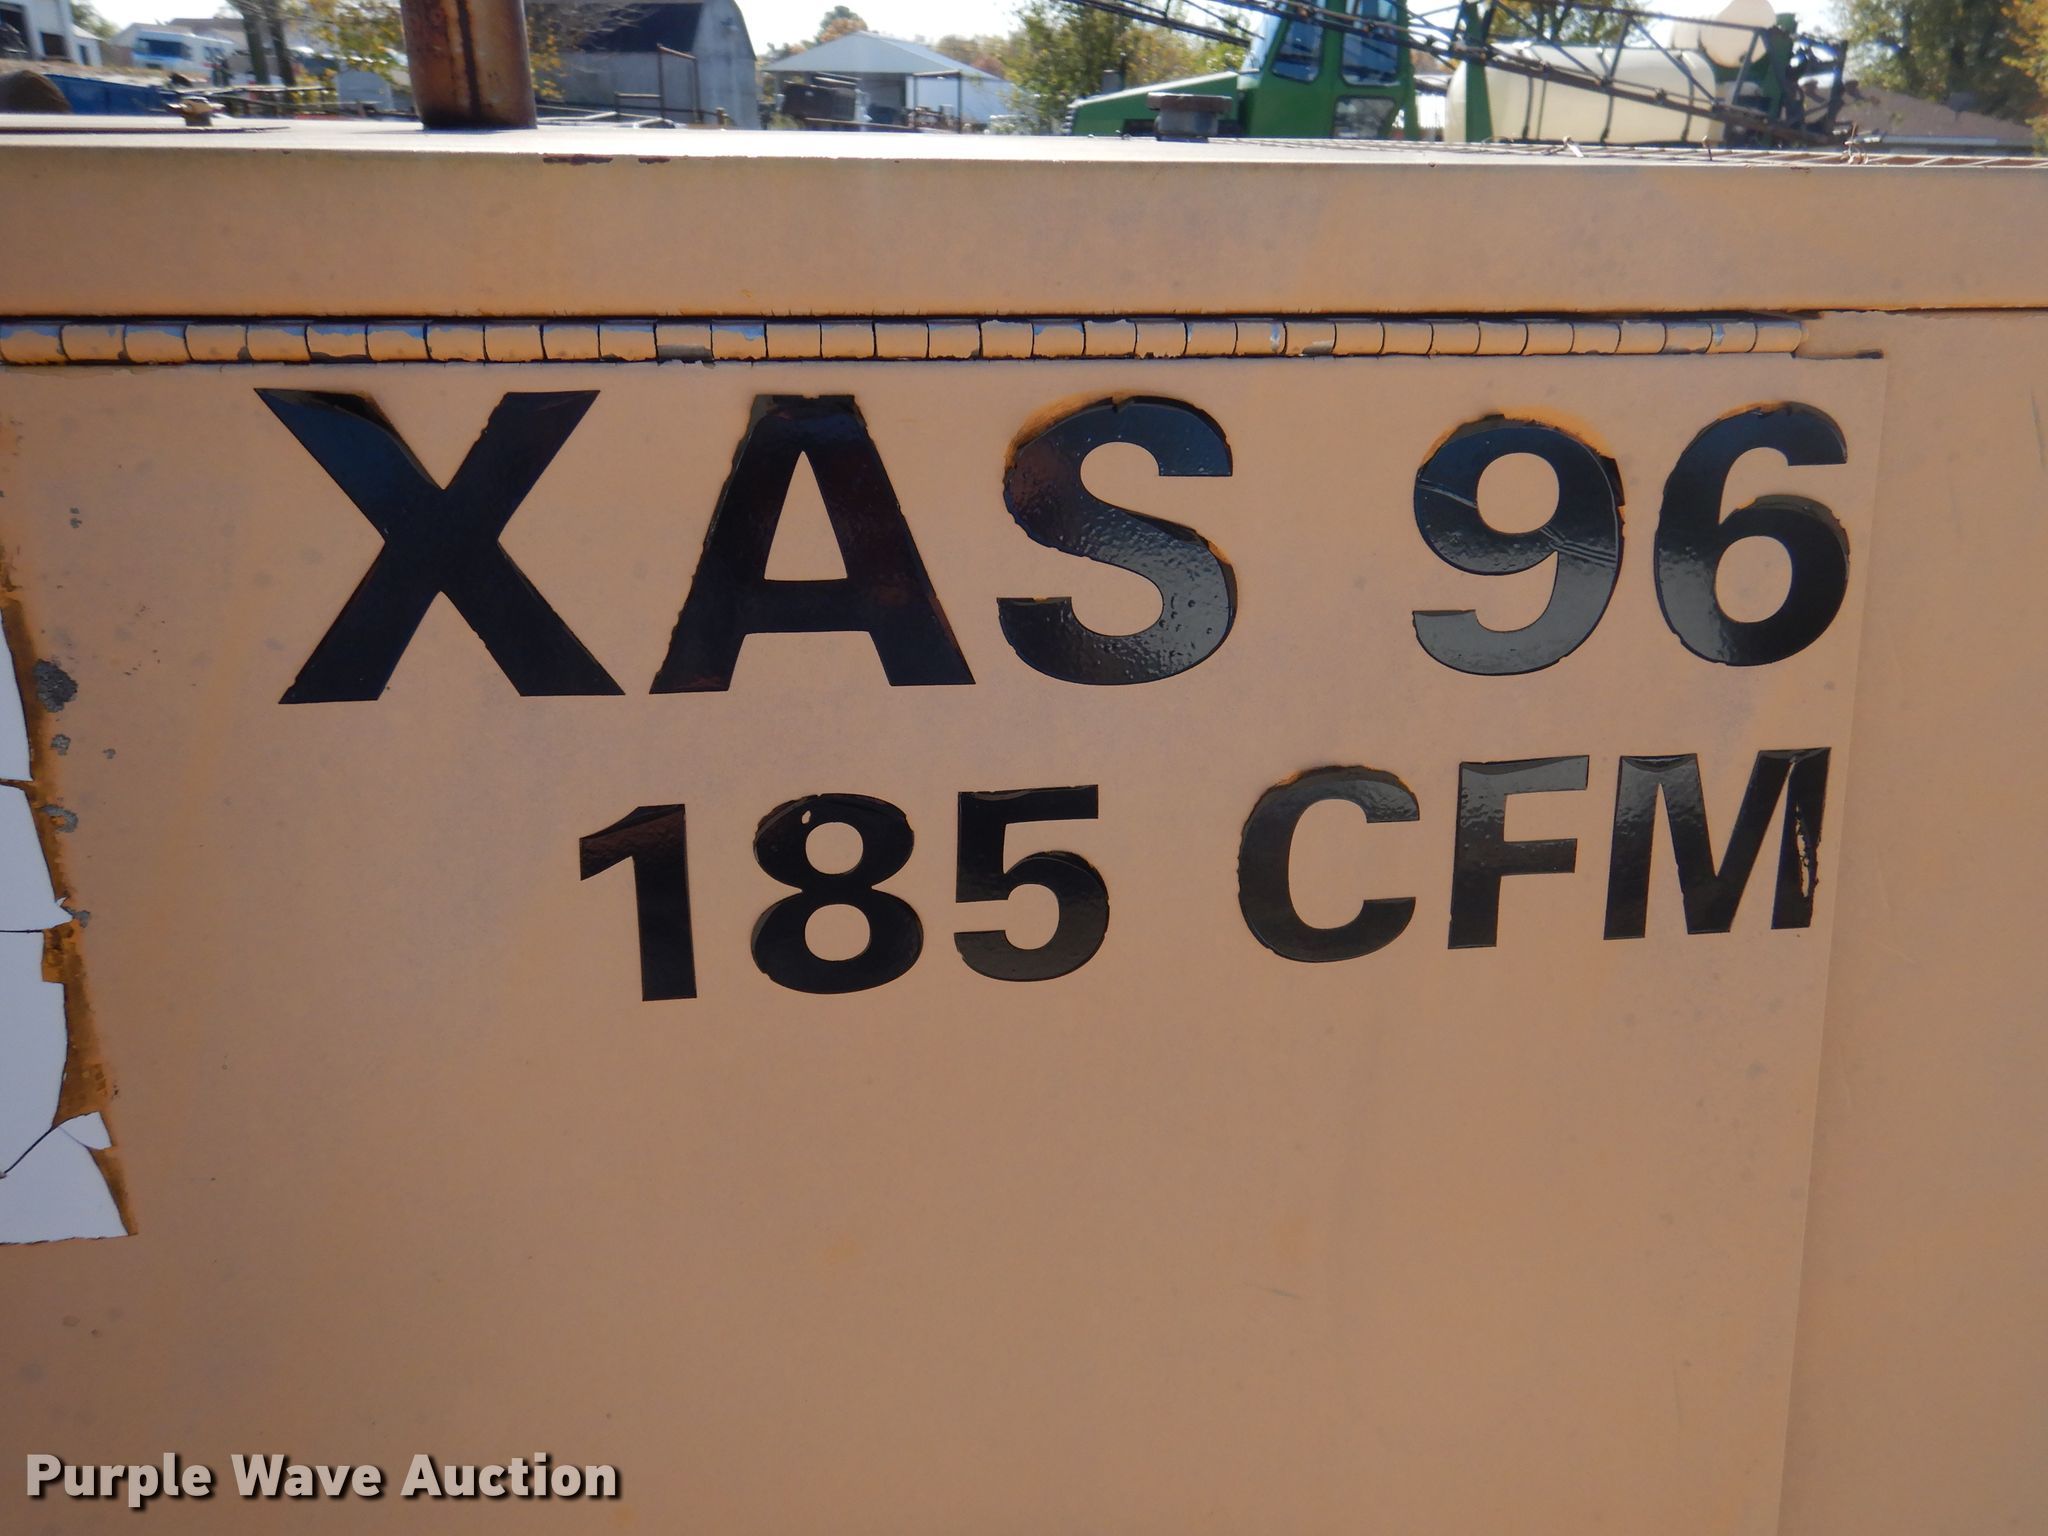 XAS 96
185 CFM
Purple Wave Auction